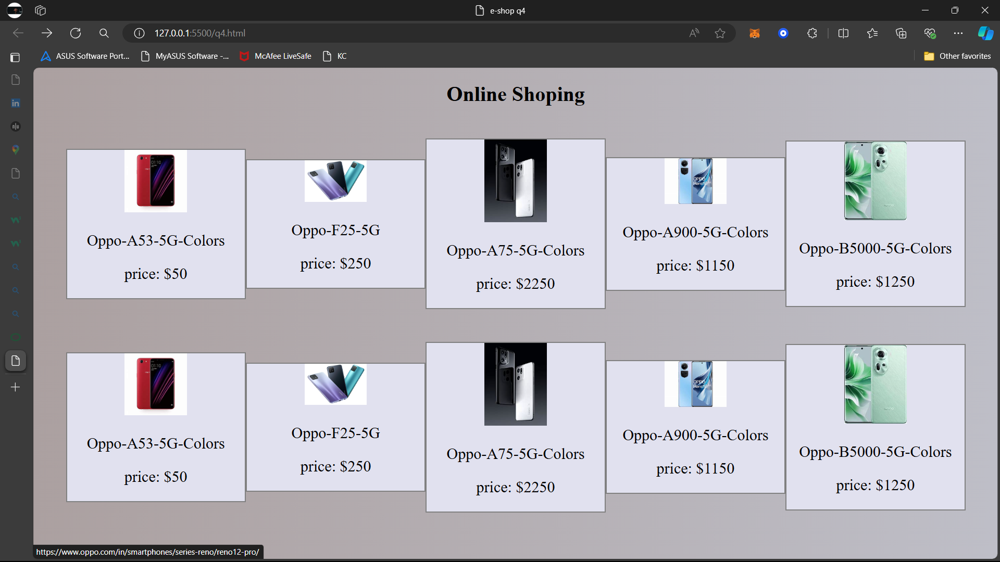 e-shop q4
127.0.0.1:5500/q4.html
ASUS Software Port...
MyASUS Software -...
McAfee LiveSafe
KC
Other favorites
Online Shoping
Oppo-A53-5G-Colors
price: $50
Oppo-F25-5G
price: $250
Oppo-A75-5G-Colors
price: $2250
OPPO
Reno10
Oppo-A900-5G-Colors
price: $1150
Oppo-B5000-5G-Colors
price: $1250
Oppo-A53-5G-Colors
price: $50
Oppo-F25-5G
price: $250
Oppo-A75-5G-Colors
price: $2250
OPPO
Reno10
Oppo-A900-5G-Colors
price: $1150
Oppo-B5000-5G-Colors
price: $1250
https://www.oppo.com/in/smartphones/series-reno/reno12-pro/